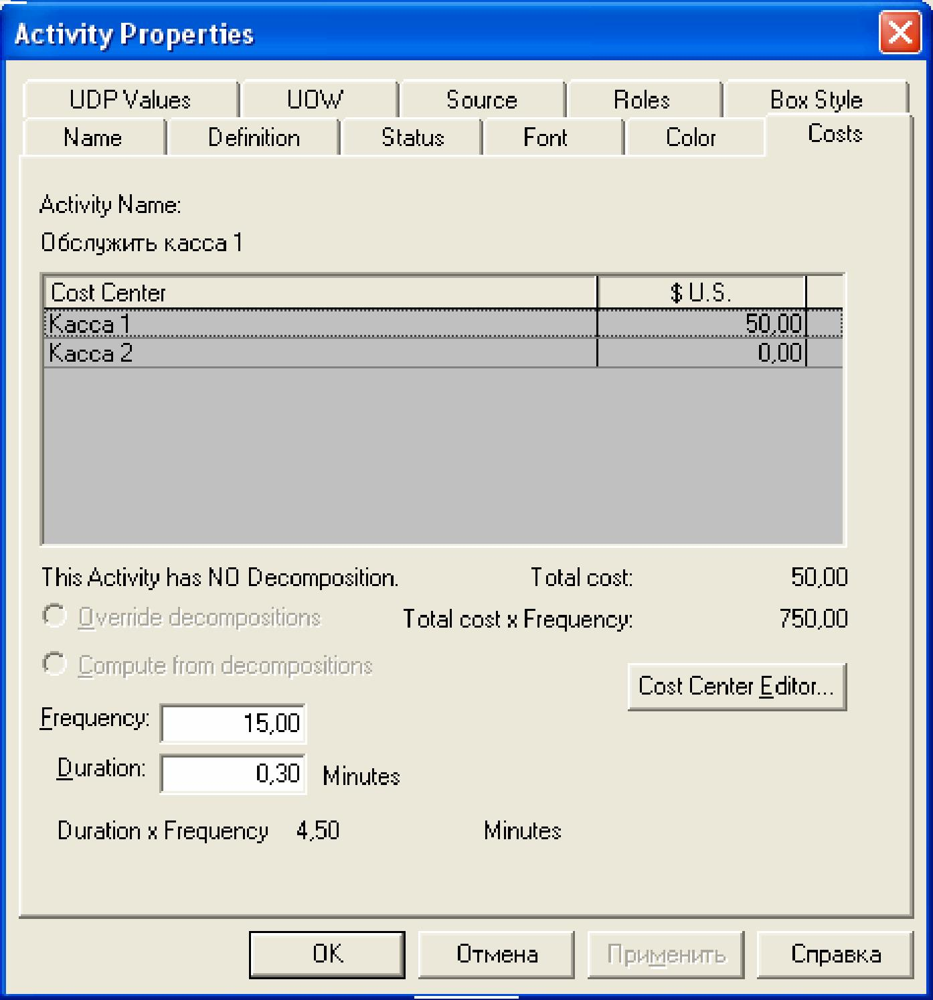 Activity Properties
UDP Values UOW Source Roles Box Style
Name Definition Status Font Color Costs
Activity Name:
Обслужить касса 1
Cost Center $ U.S.
Касса 1 50,00
Касса 2 0,00
This Activity has NO Decomposition. Total cost: 50,00
Override decompositions Total cost x Frequency: 750,00
Compute from decompositions
Cost Center Editor...
Frequency: 15,00
Duration: 0,30 Minutes
Duration x Frequency 4,50 Minutes
OK Отмена Применить Справка